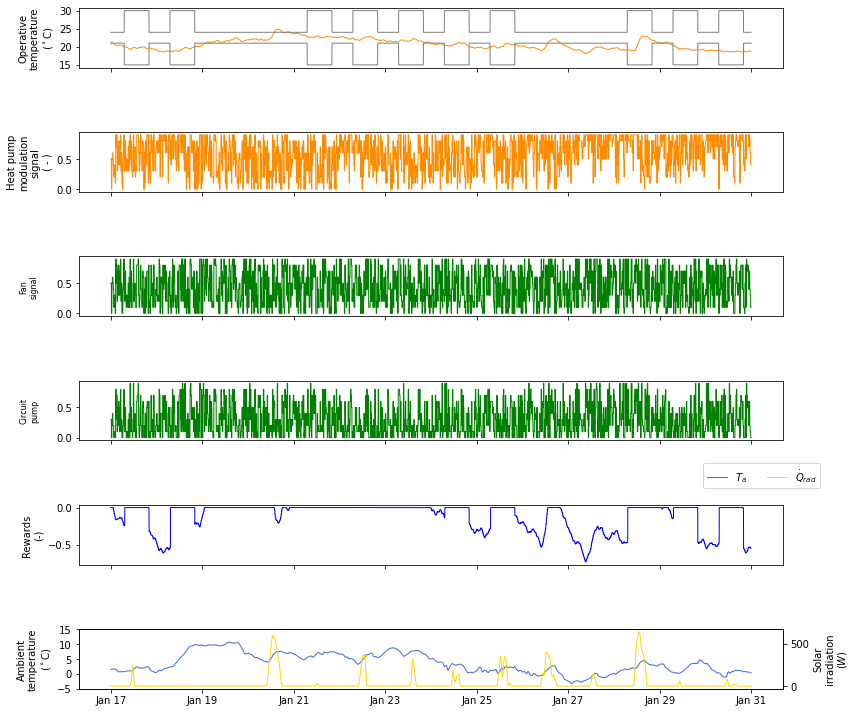 Operative
temperature
(°C)
30
25
20
15
Heat pump
modulation
signal
( - )
0.5
0.0
Fan
signal
0.5
0.0
Circuit
pump
0.5
0.0
T_a
Q̇_rad
Rewards
(-)
0.0
−0.5
Ambient
temperature
(°C)
15
10
5
0
−5
500
0
Solar
irradiation
(W)
Jan 17
Jan 19
Jan 21
Jan 23
Jan 25
Jan 27
Jan 29
Jan 31